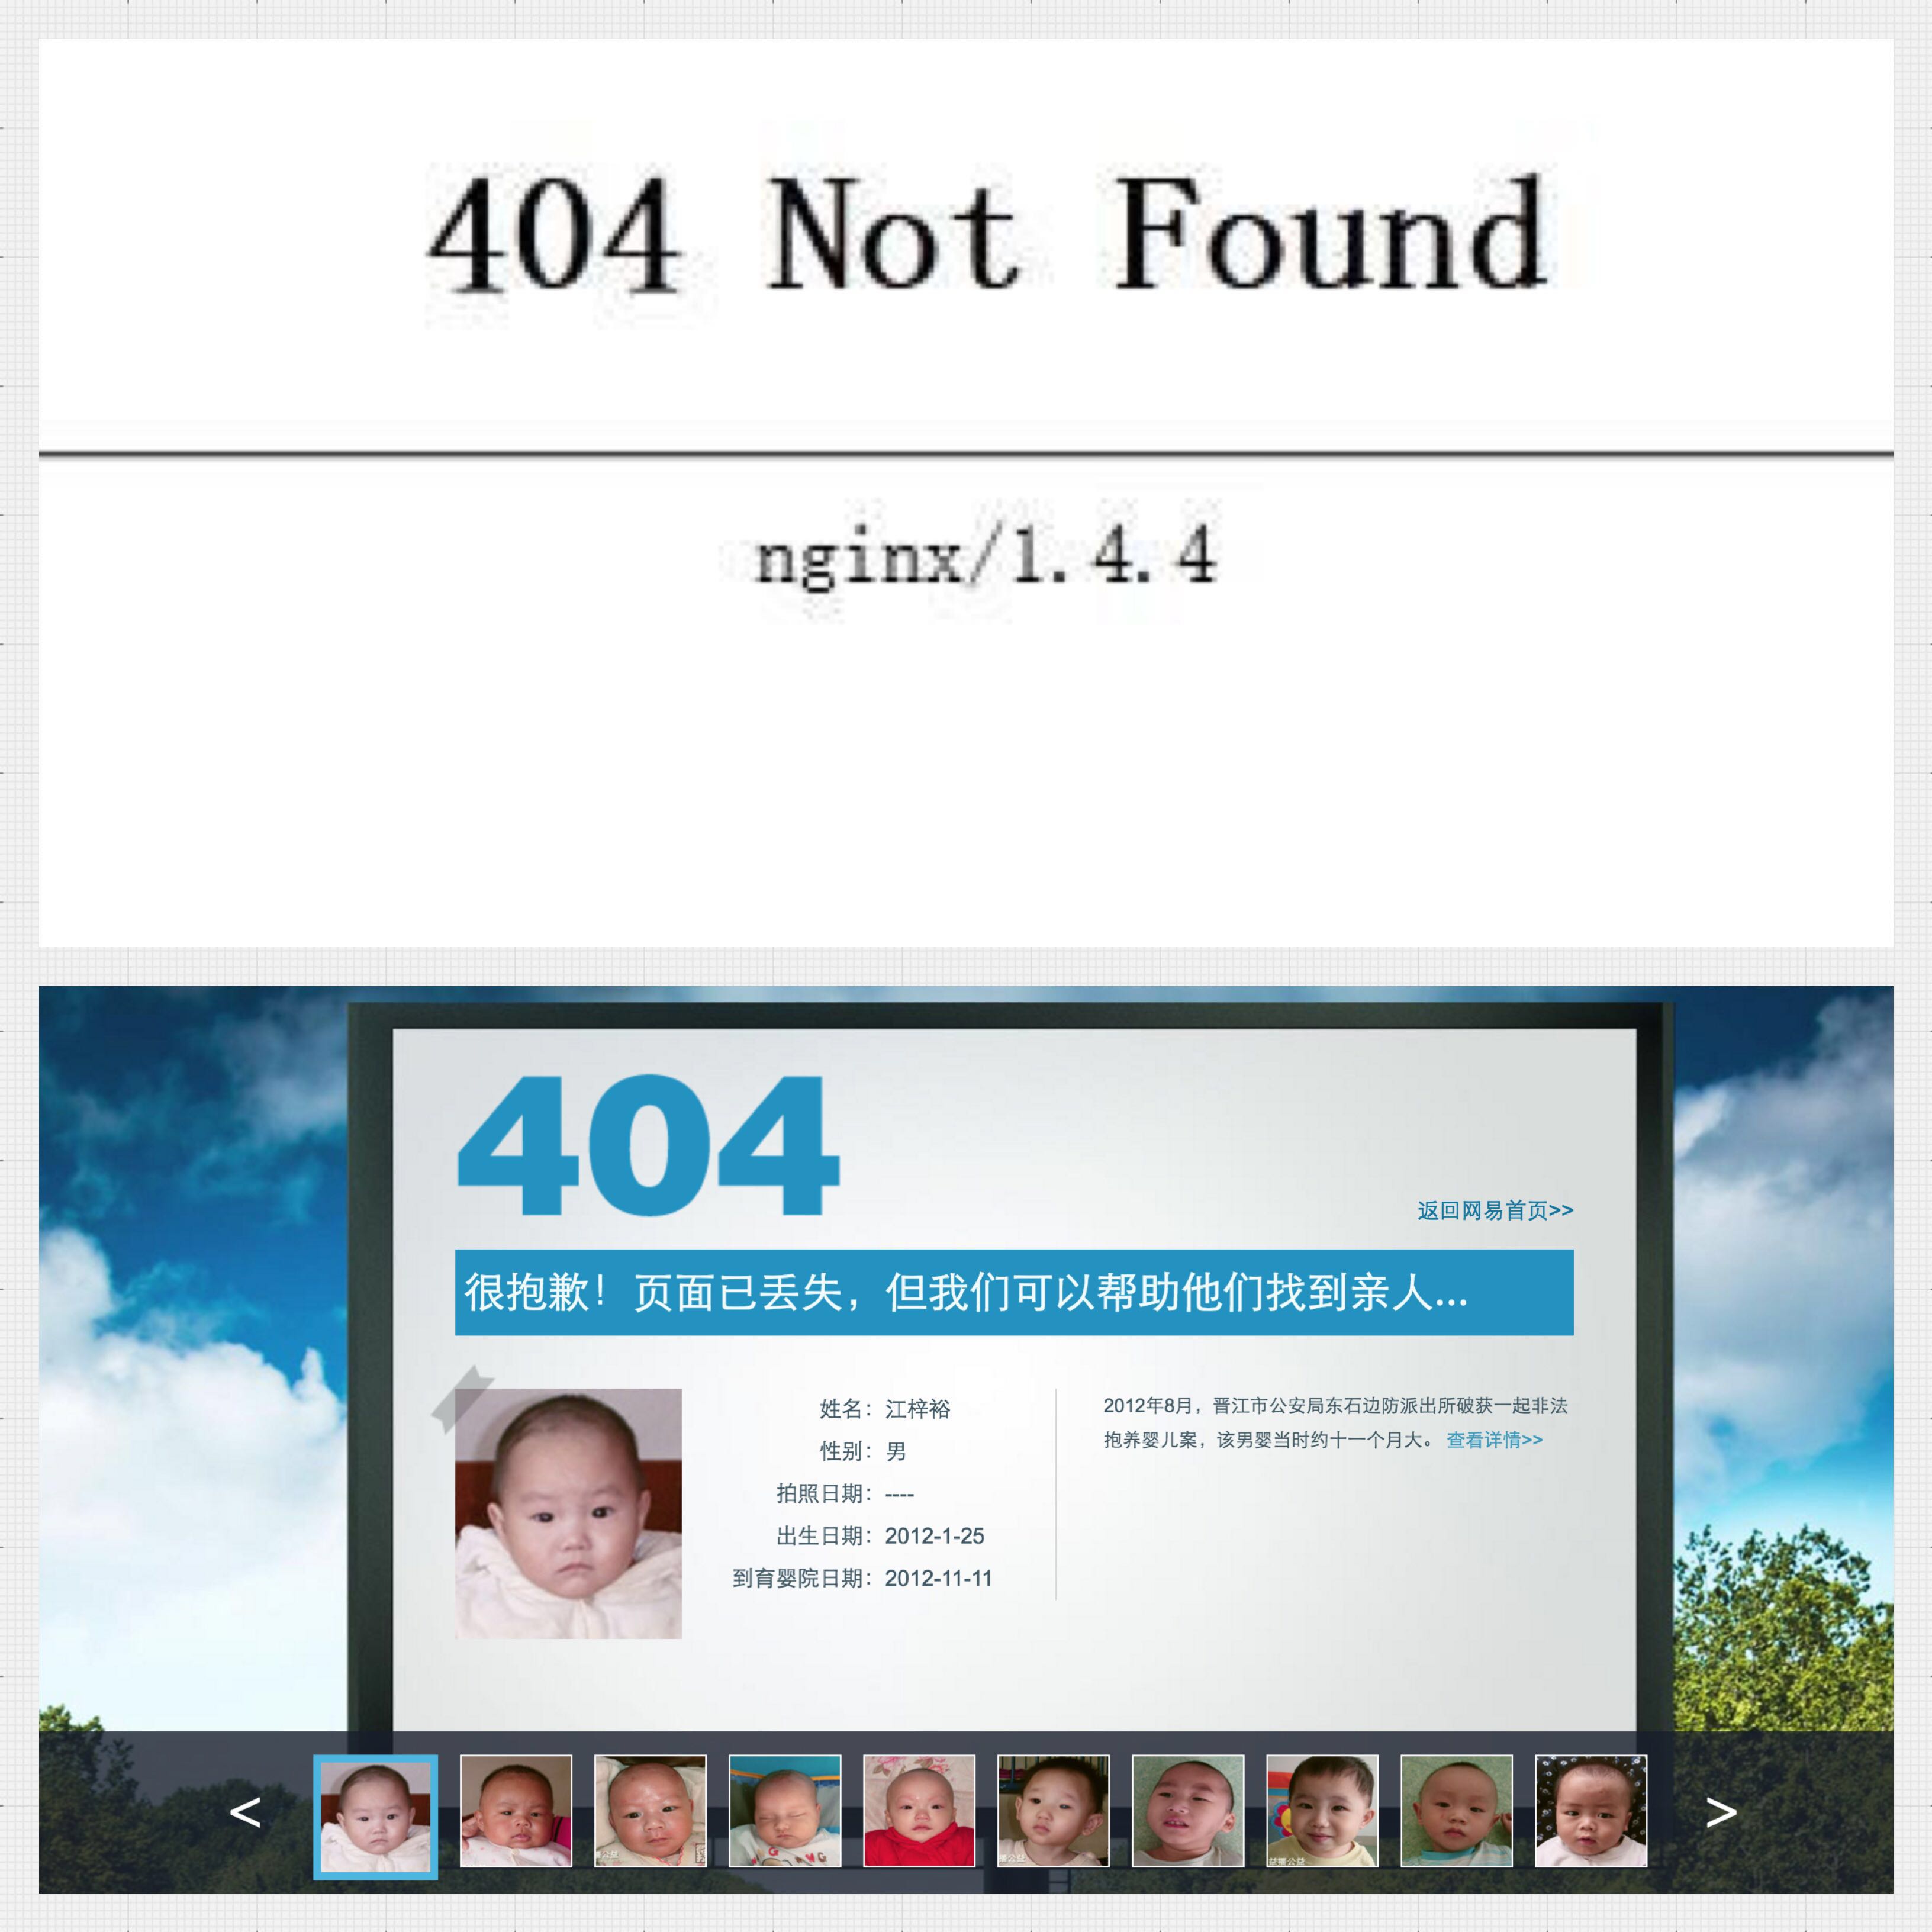 404 Not Found
nginx/1.4.4
404
返回网易首页>>
很抱歉！页面已丢失，但我们可以帮助他们找到亲人...
姓名：江梓裕
性别：男
拍照日期：----
出生日期：2012-1-25
到育婴院日期：2012-11-11
2012年8月，晋江市公安局东石边防派出所破获一起非法
抱养婴儿案，该男婴当时约十一个月大。 查看详情>>
<
>